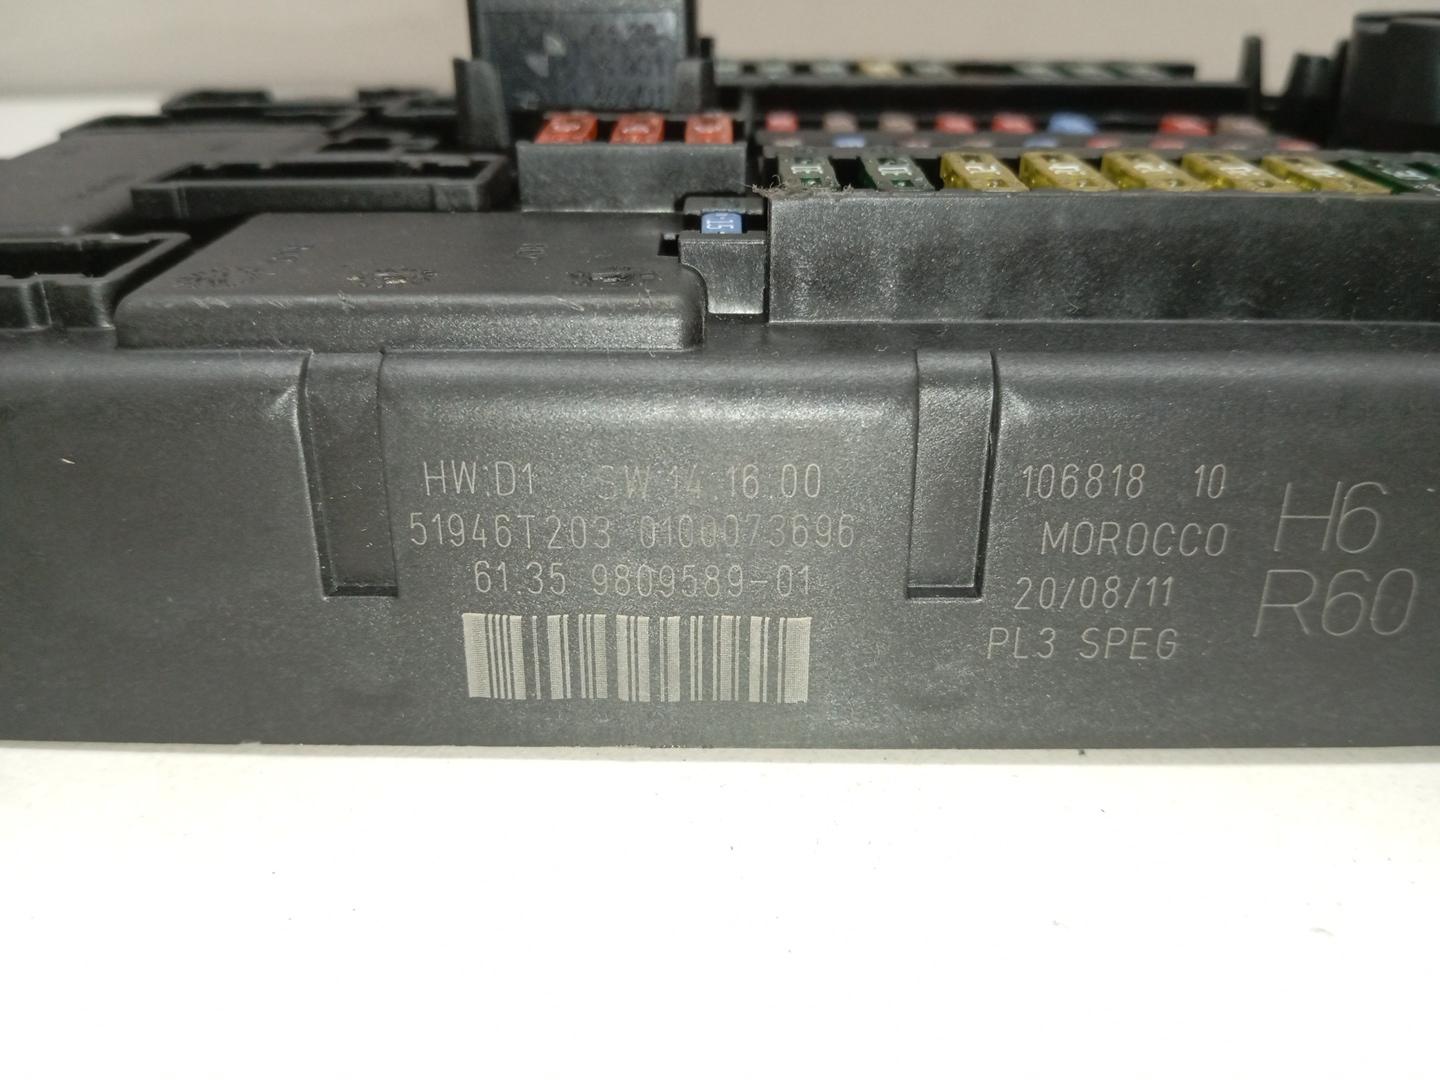 HW:D1 SW:14.16.00
51946T203 0100073696
61.35 9809589-01
106818 10
MOROCCO
20/08/11
PL3 SPEG
H6
R60
15